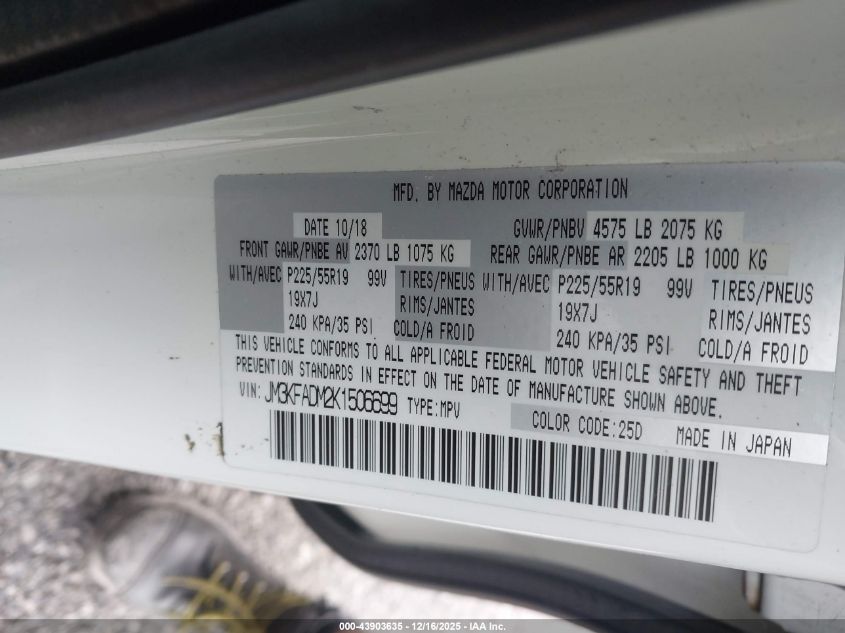 MFD. BY MAZDA MOTOR CORPORATION
DATE 10/18 GVWR/PNBV 4575 LB 2075 KG
FRONT GAWR/PNBE AV 2370 LB 1075 KG REAR GAWR/PNBE AR 2205 LB 1000 KG
WITH/AVEC P225/55R19 99V TIRES/PNEUS WITH/AVEC P225/55R19 99V TIRES/PNEUS
19X7J RIMS/JANTES 19X7J RIMS/JANTES
240 KPA/35 PSI COLD/A FROID 240 KPA/35 PSI COLD/A FROID
THIS VEHICLE CONFORMS TO ALL APPLICABLE FEDERAL MOTOR VEHICLE SAFETY AND THEFT
PREVENTION STANDARDS IN EFFECT ON THE DATE OF MANUFACTURE SHOWN ABOVE.
VIN: JM3KFADM2K1506699 TYPE:MPV
COLOR CODE:25D MADE IN JAPAN
000-43903635 - 12/16/2025 - IAA Inc.